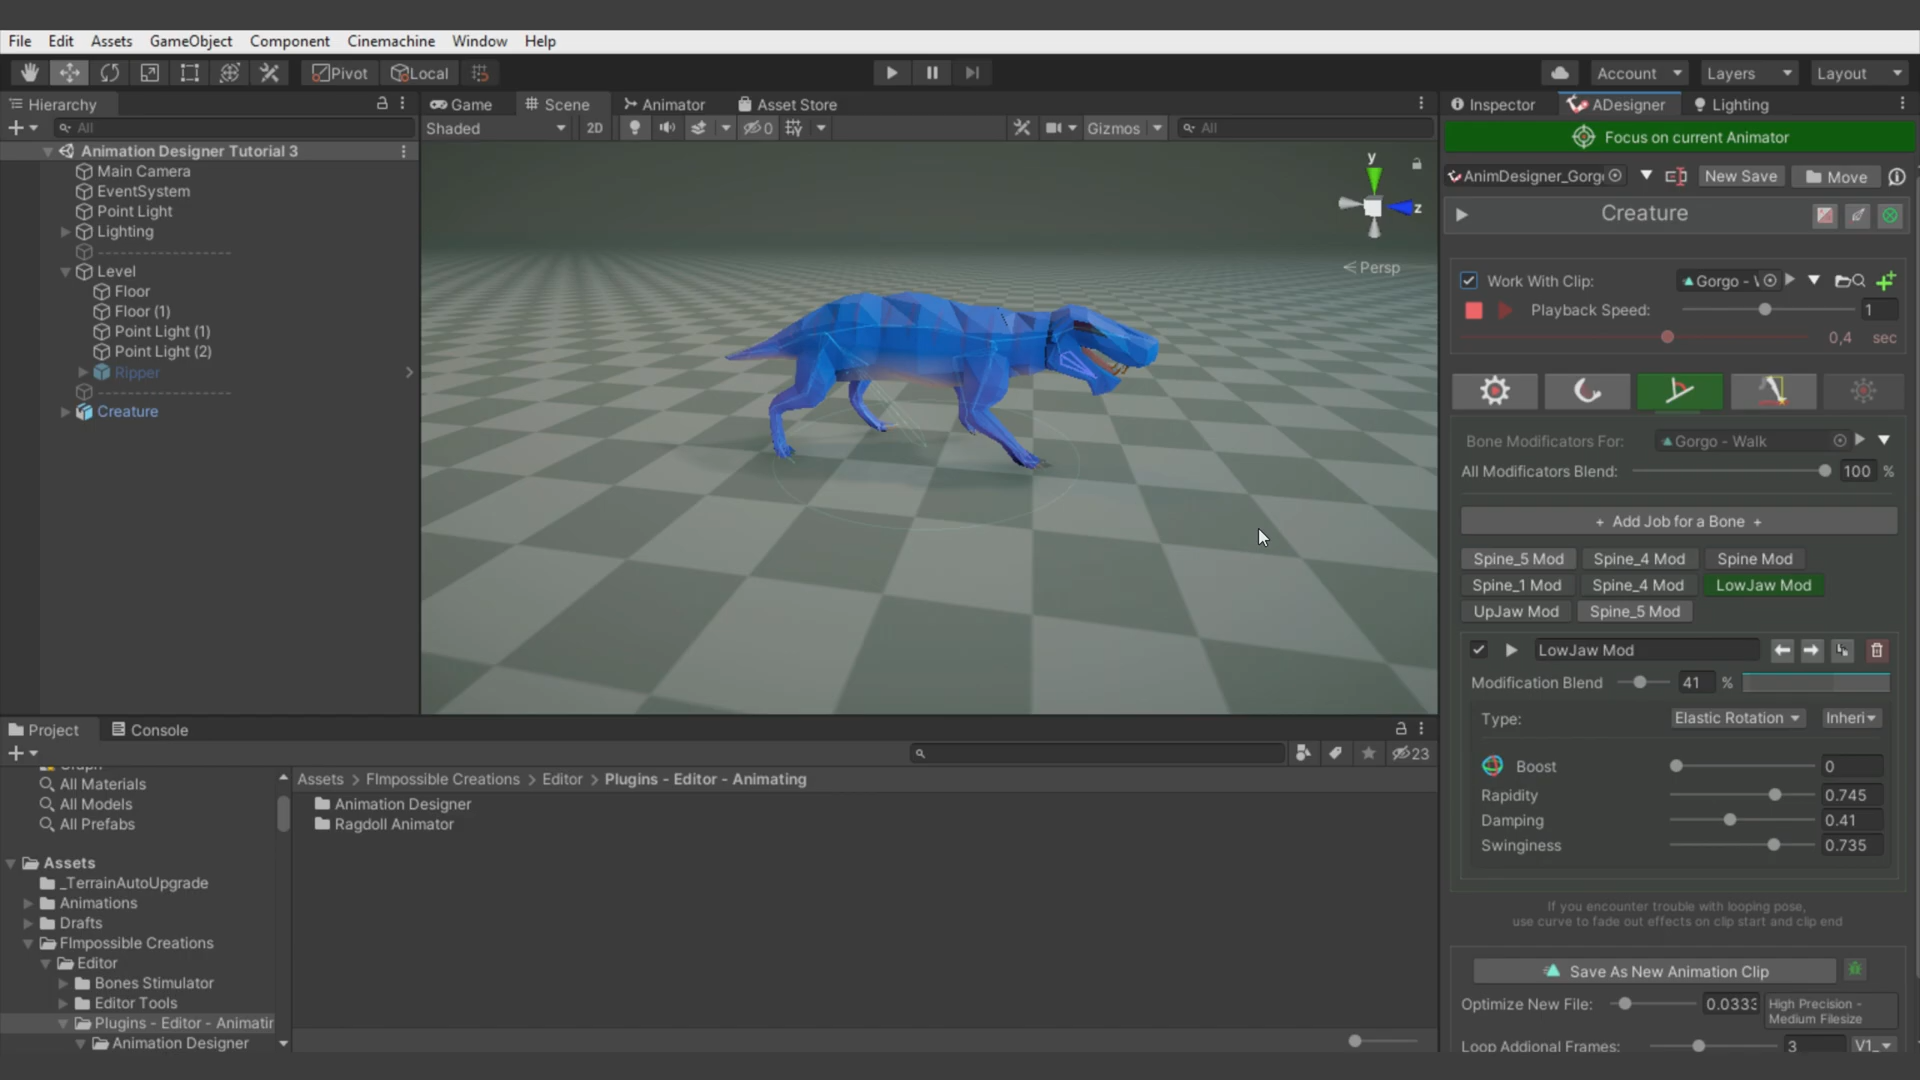 File Edit Assets GameObject Component Cinemachine Window Help
Pivot Local Account Layers Layout
Hierarchy
All
Animation Designer Tutorial 3
Main Camera
EventSystem
Point Light
Lighting
-----------------
Level
Floor
Floor (1)
Point Light (1)
Point Light (2)
Ripper
-----------------
Creature
Game Scene Animator Asset Store
Shaded 2D 0 Gizmos All
y
z
Persp
Inspector ADesigner Lighting
Focus on current Animator
AnimDesigner_Gorg New Save Move
Creature
Work With Clip: Gorgo - \
Playback Speed: 1
0,4 sec
Bone Modificators For: Gorgo - Walk
All Modificators Blend: 100 %
+ Add Job for a Bone +
Spine_5 Mod Spine_4 Mod Spine Mod
Spine_1 Mod Spine_4 Mod LowJaw Mod
UpJaw Mod Spine_5 Mod
LowJaw Mod
Modification Blend 41 %
Type: Elastic Rotation Inheri
Boost 0
Rapidity 0.745
Damping 0.41
Swinginess 0.735
If you encounter trouble with looping pose,
use curve to fade out effects on clip start and clip end
Save As New Animation Clip
Optimize New File: 0.0333 High Precision -
Medium Filesize
Loop Addional Frames: 3 V1_
Project Console
23
All Materials
All Models
All Prefabs
Assets
_TerrainAutoUpgrade
Animations
Drafts
FImpossible Creations
Editor
Bones Stimulator
Editor Tools
Plugins - Editor - Animatir
Animation Designer
Assets > FImpossible Creations > Editor > Plugins - Editor - Animating
Animation Designer
Ragdoll Animator